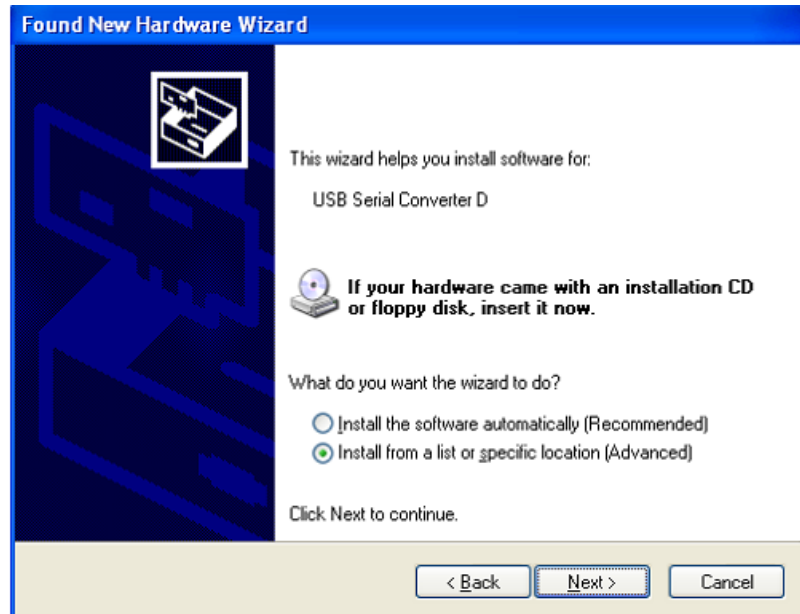 Found New Hardware Wizard
This wizard helps you install software for:
USB Serial Converter D
If your hardware came with an installation CD
or floppy disk, insert it now.
What do you want the wizard to do?
Install the software automatically (Recommended)
Install from a list or specific location (Advanced)
Click Next to continue.
< Back Next > Cancel